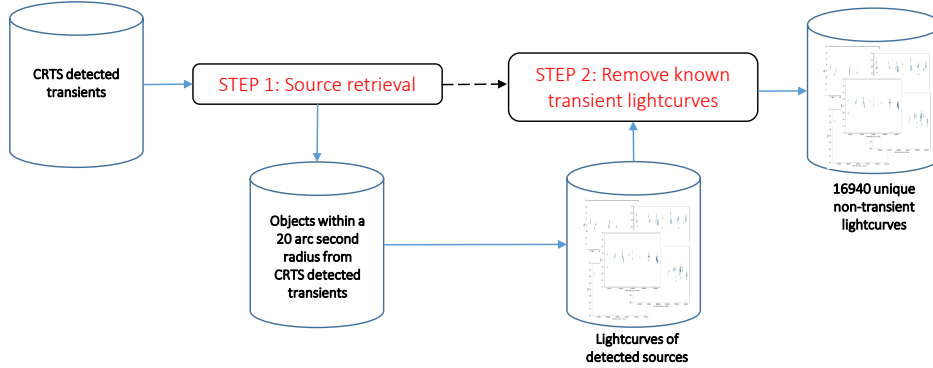 CRTS detected
transients
STEP 1: Source retrieval
STEP 2: Remove known
transient lightcurves
Objects within a
20 arc second
radius from
CRTS detected
transients
Lightcurves of
detected sources
16940 unique
non-transient
lightcurves